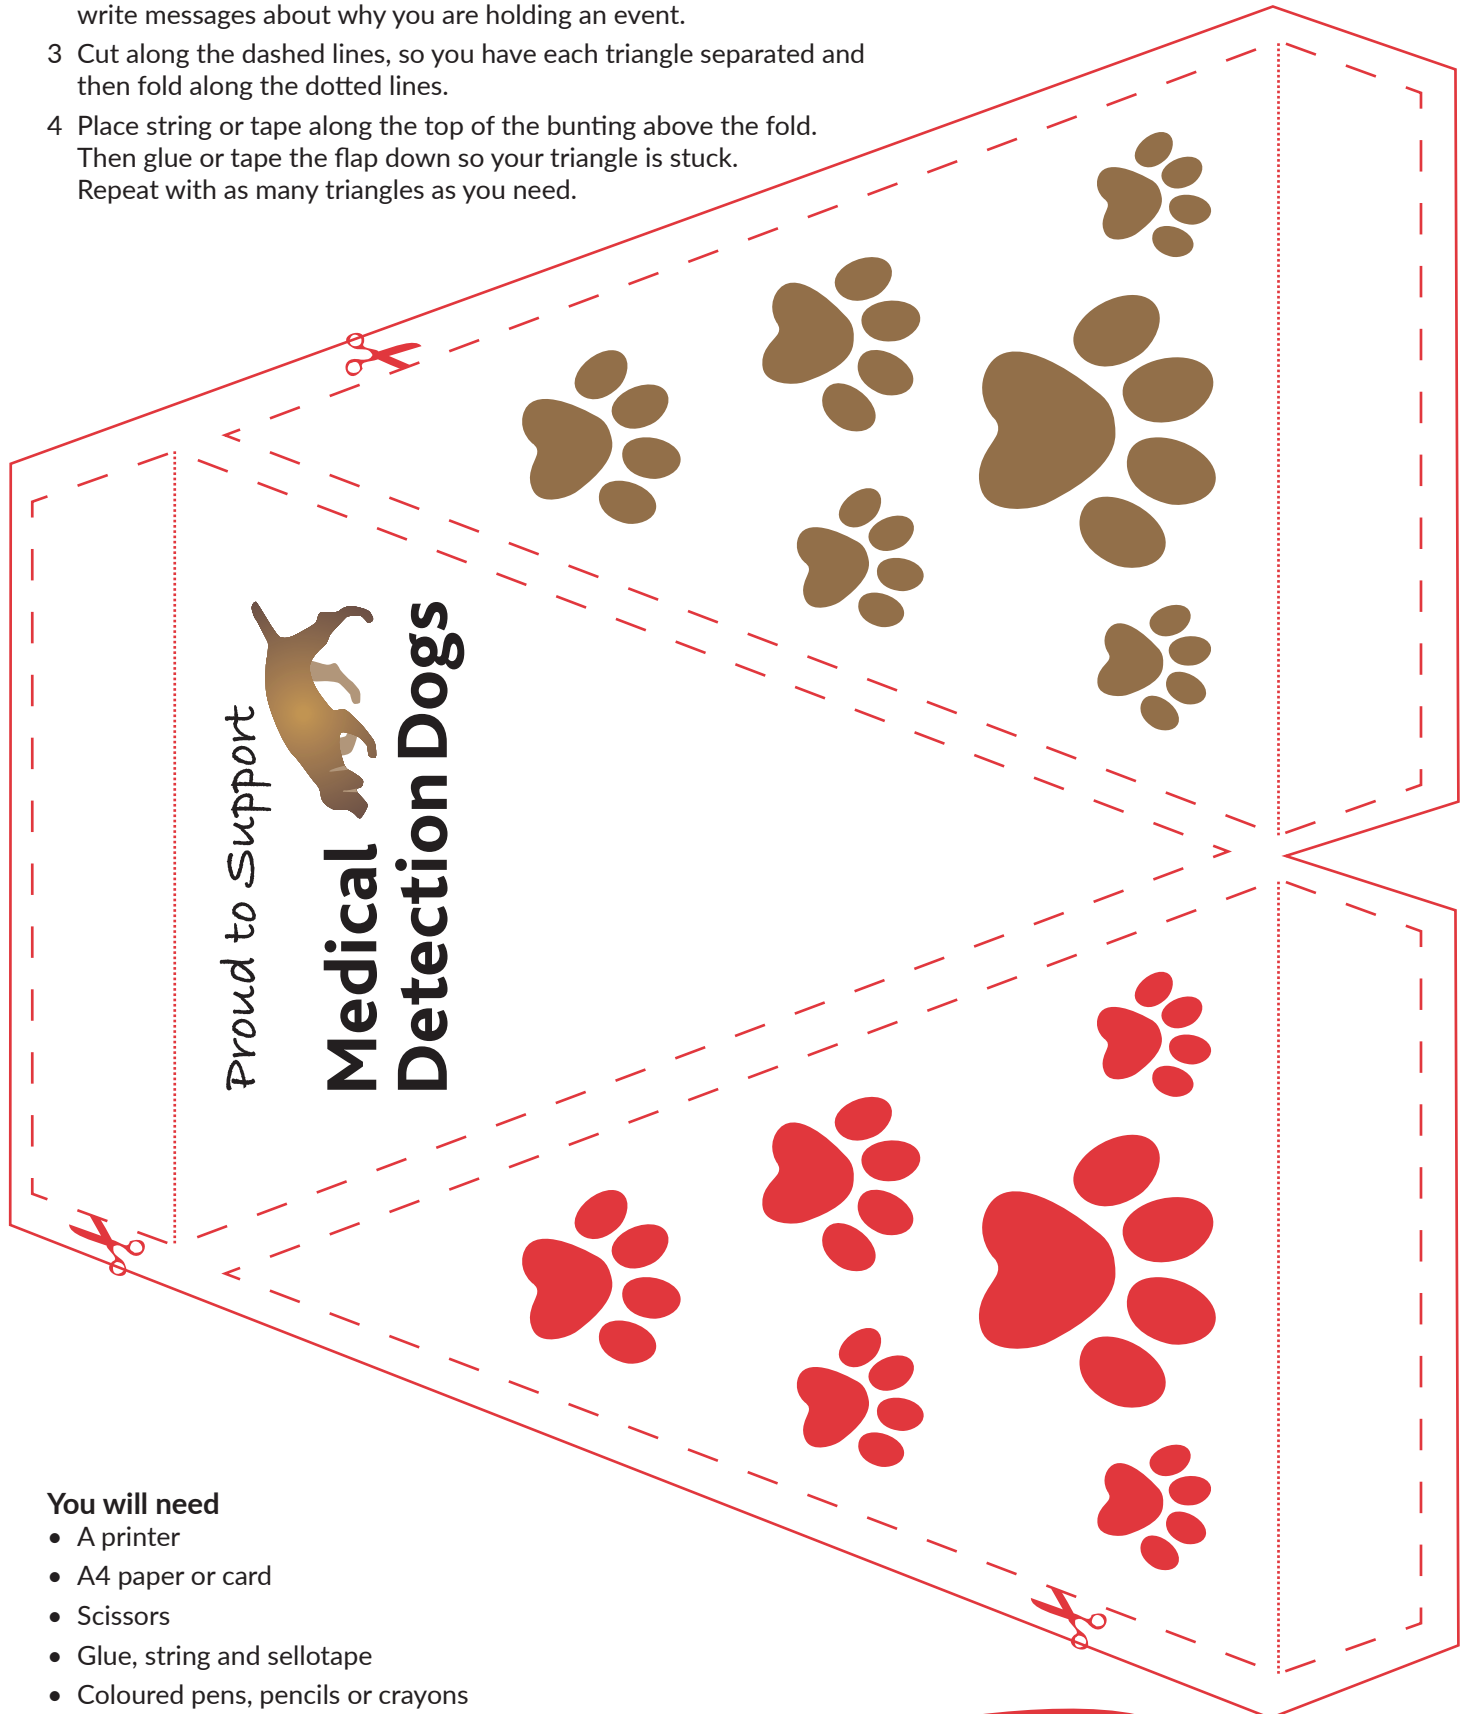 write messages about why you are holding an event.
3 Cut along the dashed lines, so you have each triangle separated and
then fold along the dotted lines.
4 Place string or tape along the top of the bunting above the fold.
Then glue or tape the flap down so your triangle is stuck.
Repeat with as many triangles as you need.
Proud to Support
Medical
Detection Dogs
You will need
• A printer
• A4 paper or card
• Scissors
• Glue, string and sellotape
• Coloured pens, pencils or crayons